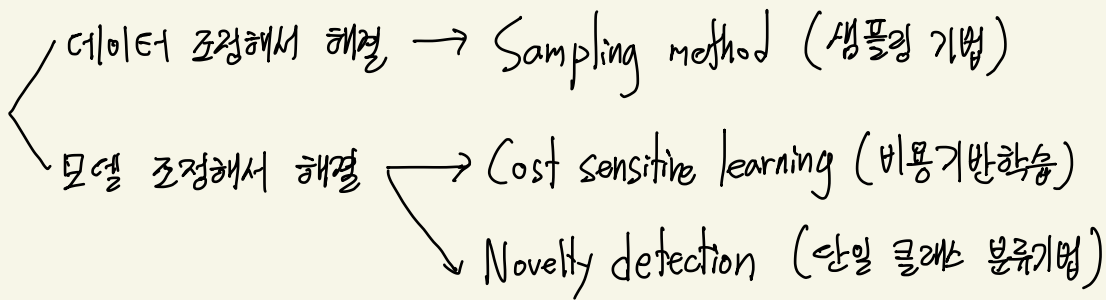 데이터 조정해서 해결 → Sampling method (샘플링 기법)
모델 조정해서 해결 → Cost sensitive learning (비용기반학습)
Novelty detection (단일 클래스 분류기법)